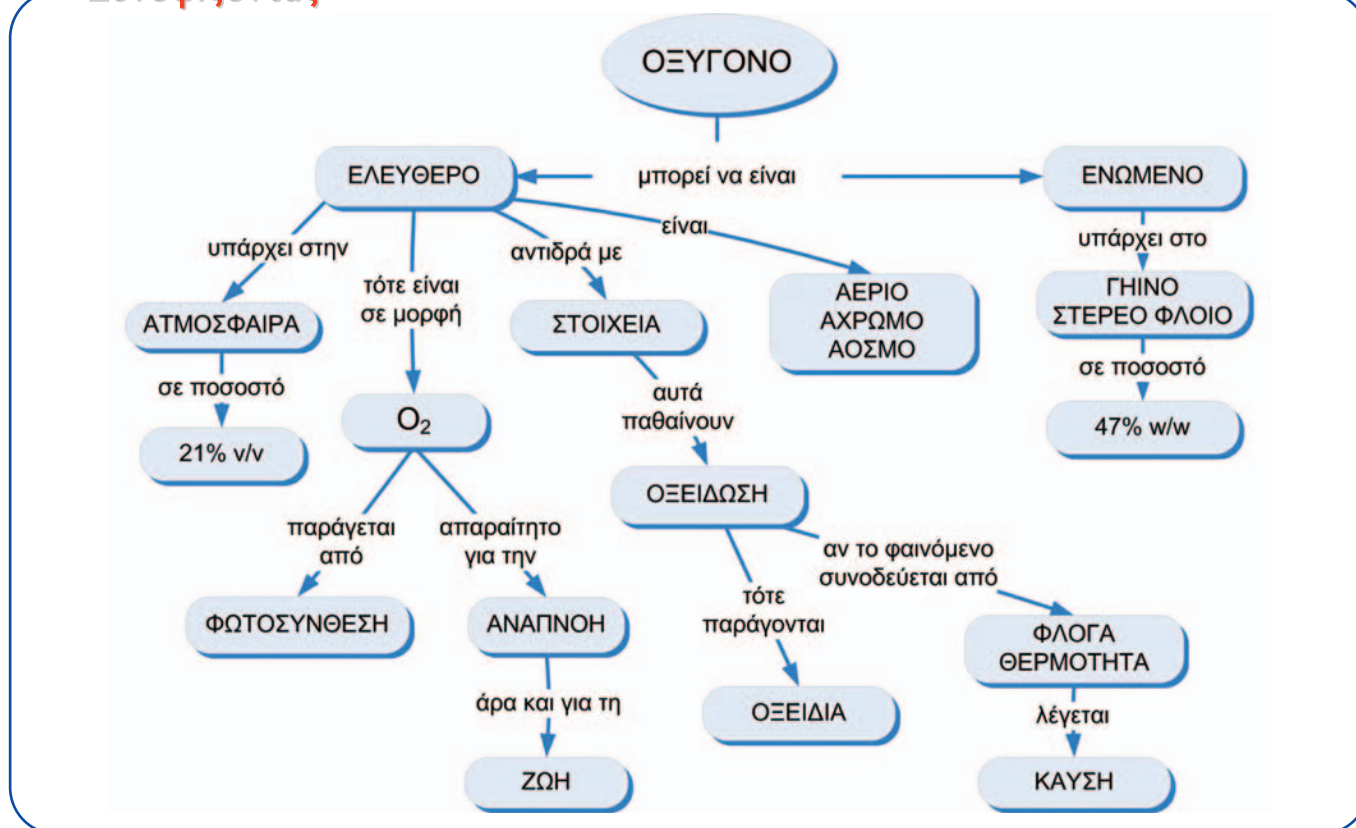 Συνοψίζοντας
ΟΞΥΓΟΝΟ
ΕΛΕΥΘΕΡΟ
μπορεί να είναι
ΕΝΩΜΕΝΟ
υπάρχει στην
τότε είναι
σε μορφή
αντιδρά με
είναι
υπάρχει στο
ΑΤΜΟΣΦΑΙΡΑ
ΣΤΟΙΧΕΙΑ
ΑΕΡΙΟ
ΑΧΡΩΜΟ
ΑΟΣΜΟ
ΓΗΙΝΟ
ΣΤΕΡΕΟ ΦΛΟΙΟ
σε ποσοστό
αυτά
παθαίνουν
σε ποσοστό
21% v/v
O₂
47% w/w
ΟΞΕΙΔΩΣΗ
παράγεται
από
απαραίτητο
για την
τότε
παράγονται
αν το φαινόμενο
συνοδεύεται από
ΦΩΤΟΣΥΝΘΕΣΗ
ΑΝΑΠΝΟΗ
ΦΛΟΓΑ
ΘΕΡΜΟΤΗΤΑ
άρα και για τη
ΟΞΕΙΔΙΑ
λέγεται
ΖΩΗ
ΚΑΥΣΗ